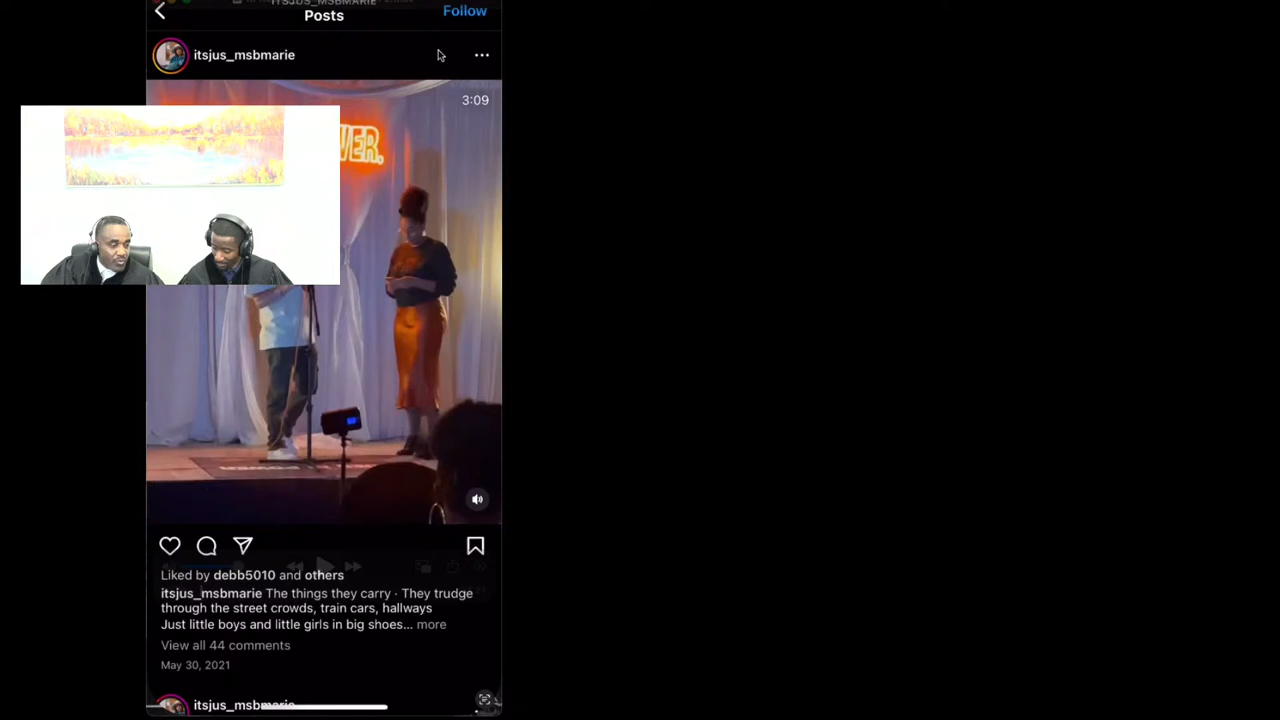 Posts
Follow
itsjus_msbmarie
3:09
VER.
Liked by debb5010 and others
itsjus_msbmarie The things they carry · They trudge
through the street crowds, train cars, hallways
Just little boys and little girls in big shoes... more
View all 44 comments
May 30, 2021
itsjus_msbmarie